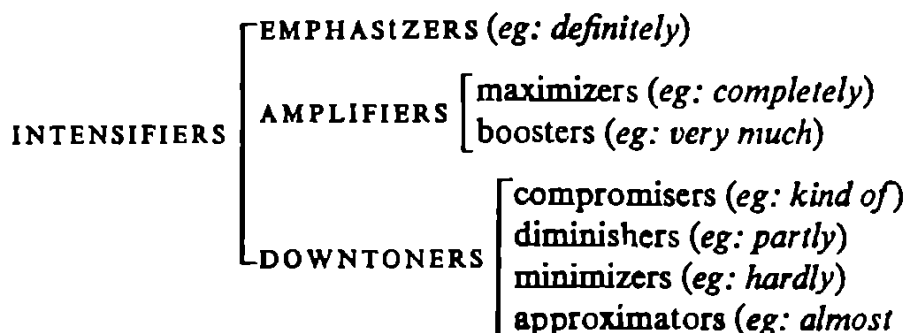 EMPHASIZERS (eg: definitely)
maximizers (eg: completely)
AMPLIFIERS
boosters (eg: very much)
INTENSIFIERS
compromisers (eg: kind of)
diminishers (eg: partly)
DOWNTONERS
minimizers (eg: hardly)
approximators (eg: almost